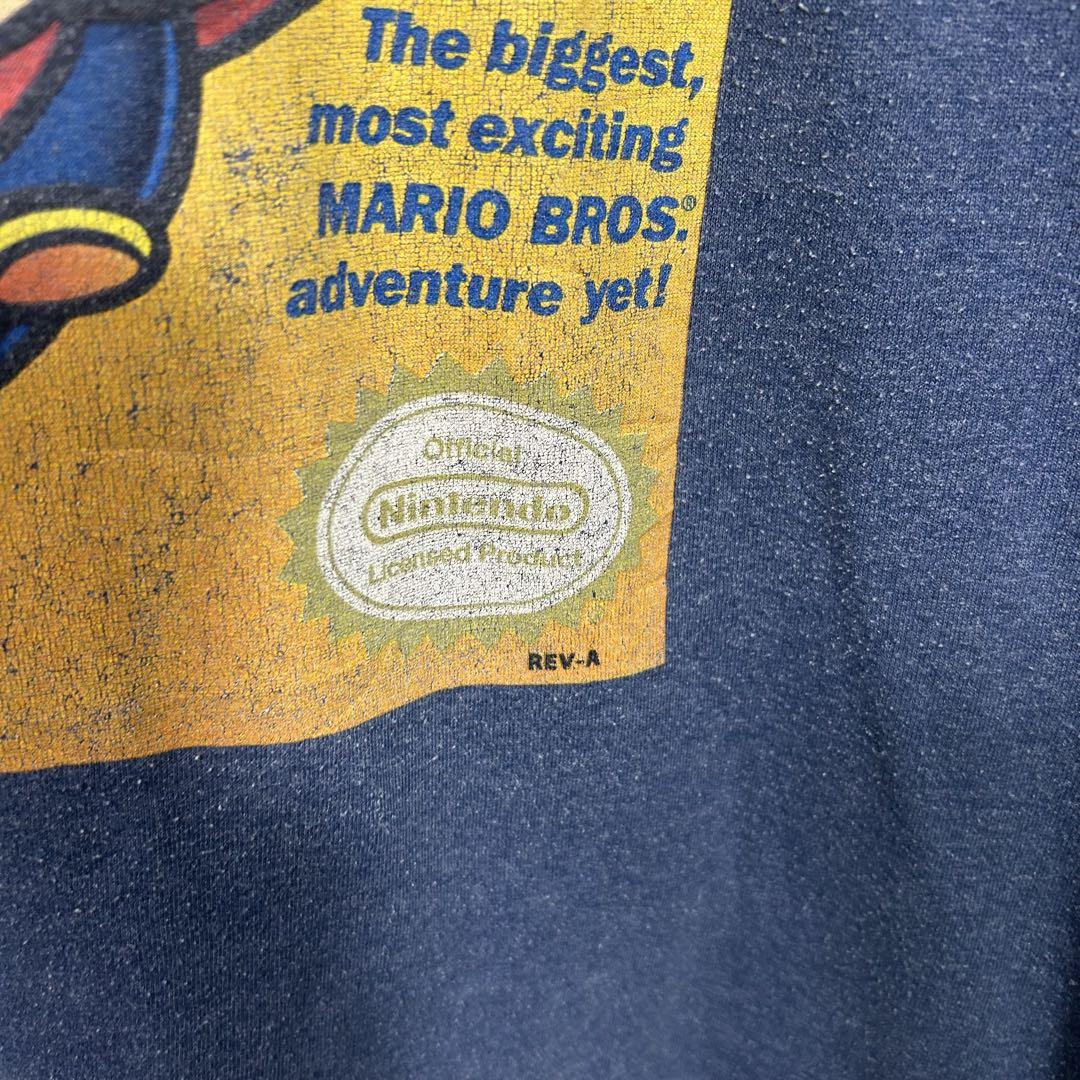 The biggest,
most exciting
MARIO BROS.®
adventure yet!
Official
Nintendo
Licensed Product
REV-A